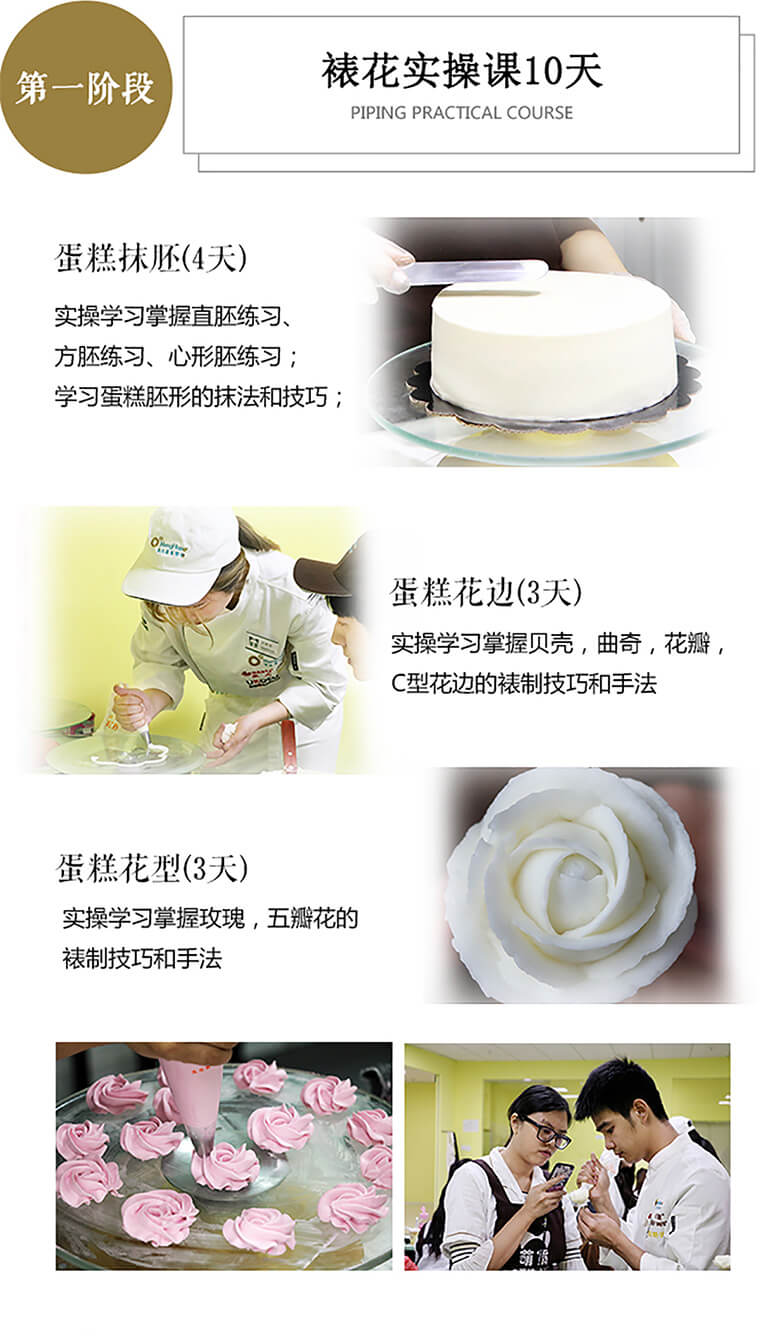 第一阶段
裱花实操课10天
PIPING PRACTICAL COURSE
蛋糕抹胚(4天)
实操学习掌握直胚练习、
方胚练习、心形胚练习；
学习蛋糕胚形的抹法和技巧；
蛋糕花边(3天)
实操学习掌握贝壳，曲奇，花瓣，
C型花边的裱制技巧和手法
蛋糕花型(3天)
实操学习掌握玫瑰，五瓣花的
裱制技巧和手法